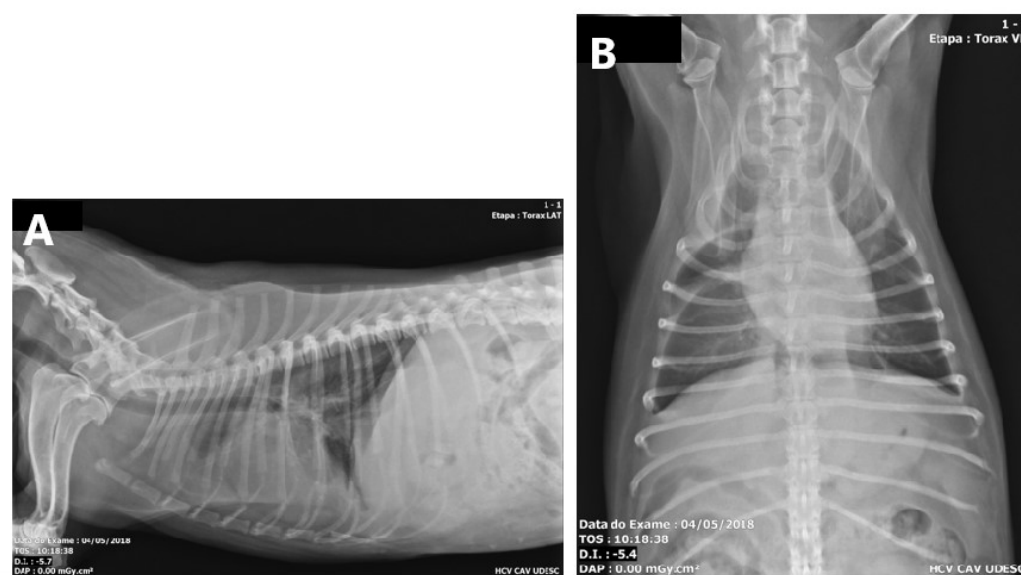 A
1 - 1
Etapa : Torax LAT
Data do Exame : 04/05/2018
TOS : 10:18:38
D.I. : -5.7
DAP : 0.00 mGy.cm²
HCV CAV UDESC
B
1 -
Etapa : Torax V
Data do Exame : 04/05/2018
TOS : 10:18:38
D.I. : -5.4
DAP : 0.00 mGy.cm²
HCV CAV UDESC